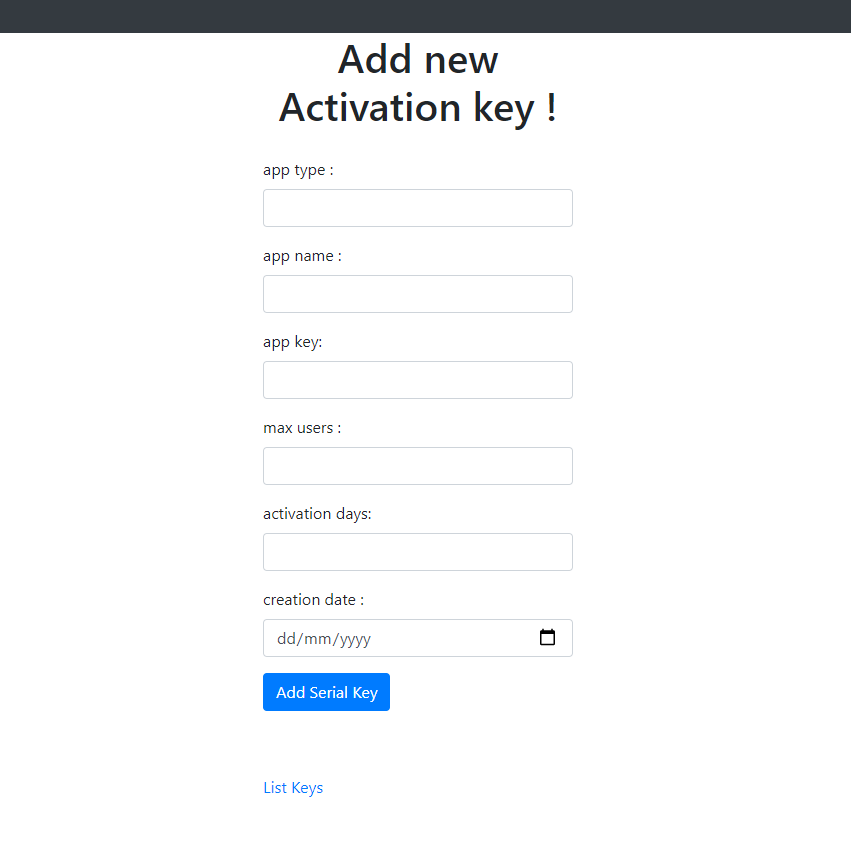 Add new
Activation key !
app type :
app name :
app key:
max users :
activation days:
creation date :
dd/mm/yyyy
Add Serial Key
List Keys